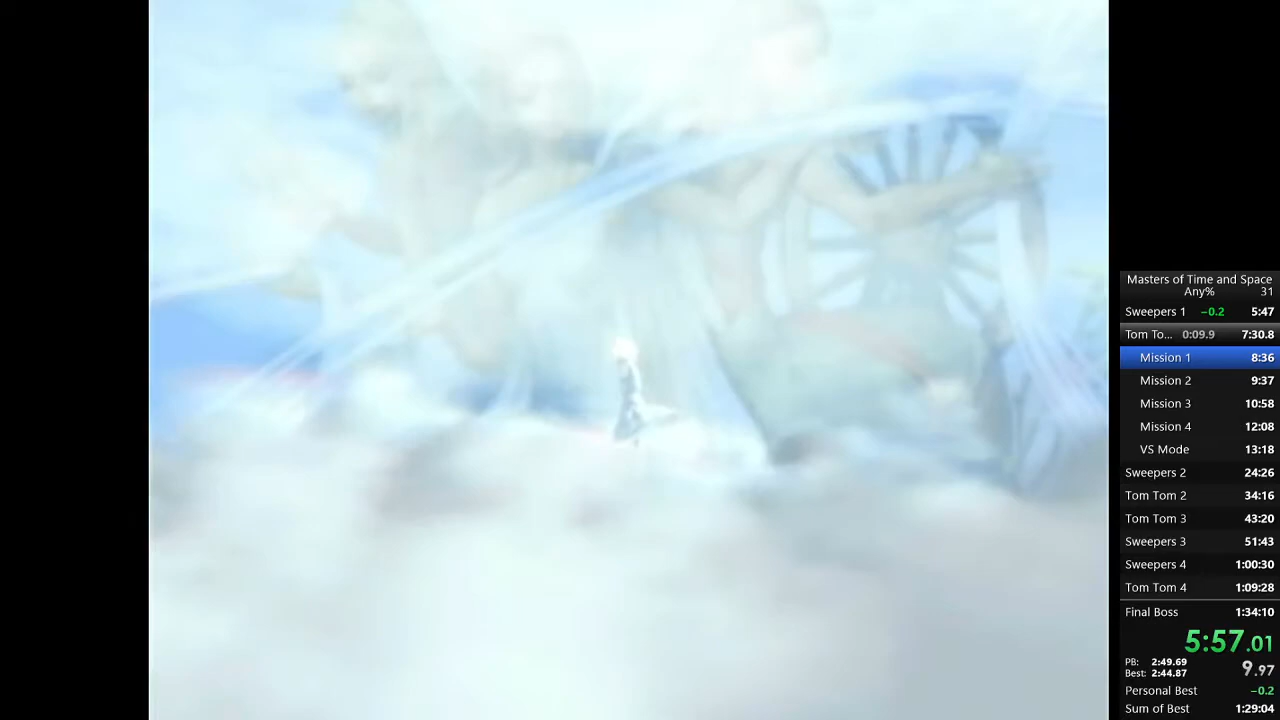 Masters of Time and Space
Any% 31
Sweepers 1 −0.2 5:47
Tom To... 0:09.9 7:30.8
Mission 1 8:36
Mission 2 9:37
Mission 3 10:58
Mission 4 12:08
VS Mode 13:18
Sweepers 2 24:26
Tom Tom 2 34:16
Tom Tom 3 43:20
Sweepers 3 51:43
Sweepers 4 1:00:30
Tom Tom 4 1:09:28
Final Boss 1:34:10
5:57.01
PB: 2:49.69 9.97
Best: 2:44.87
Personal Best −0.2
Sum of Best 1:29:04